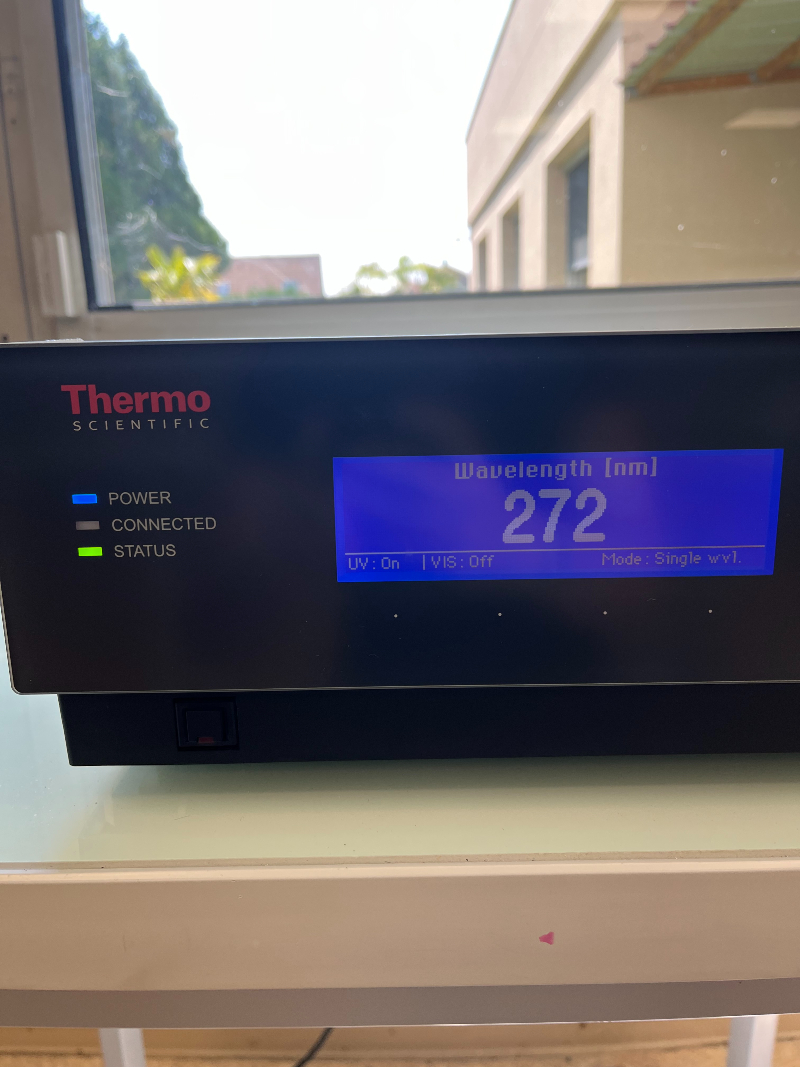 Thermo
SCIENTIFIC
POWER
CONNECTED
STATUS
Wavelength [nm]
272
UV: On | VIS: Off Mode: Single wvl.